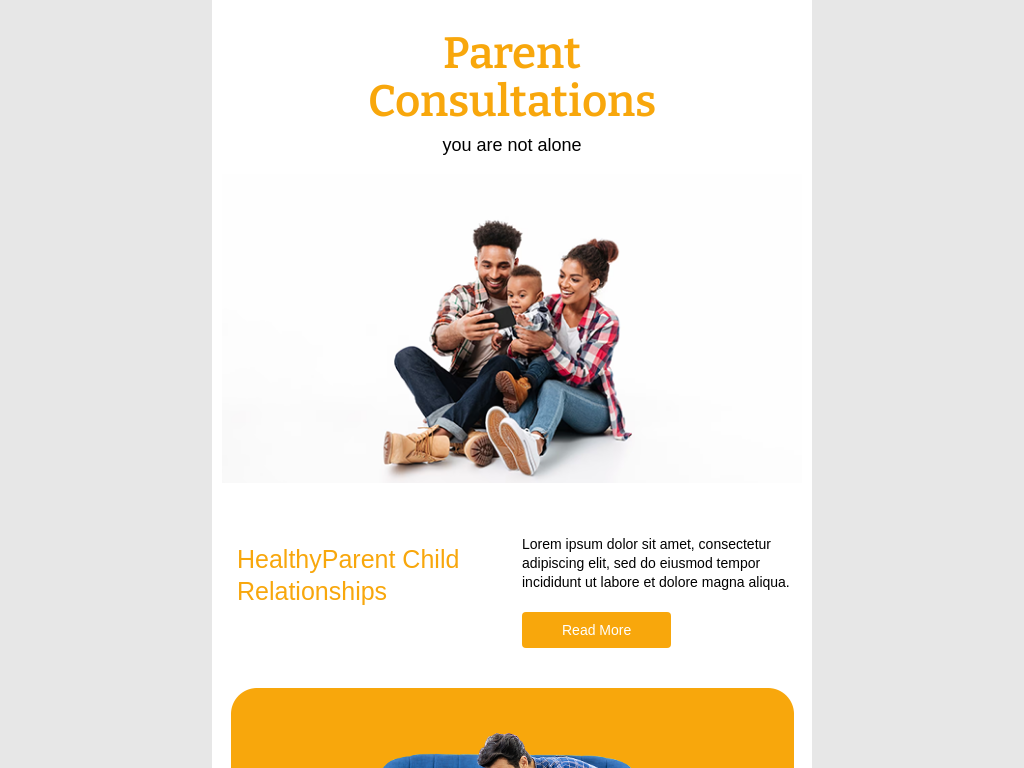 Parent
Consultations
you are not alone
HealthyParent Child
Relationships
Lorem ipsum dolor sit amet, consectetur
adipiscing elit, sed do eiusmod tempor
incididunt ut labore et dolore magna aliqua.
Read More